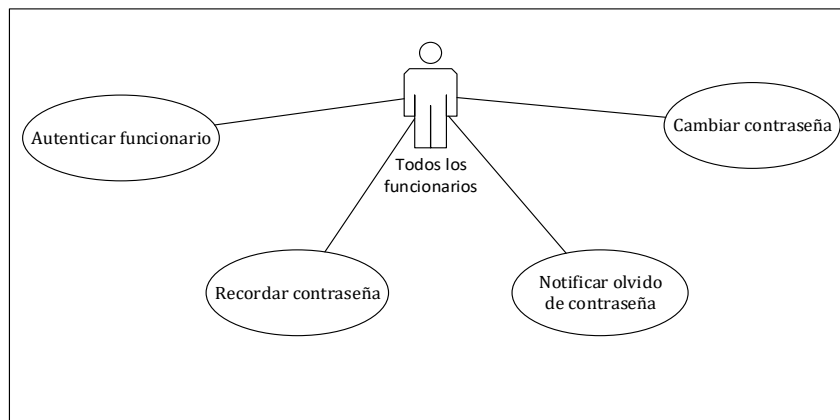 Autenticar funcionario
Cambiar contraseña
Todos los
funcionarios
Recordar contraseña
Notificar olvido
de contraseña